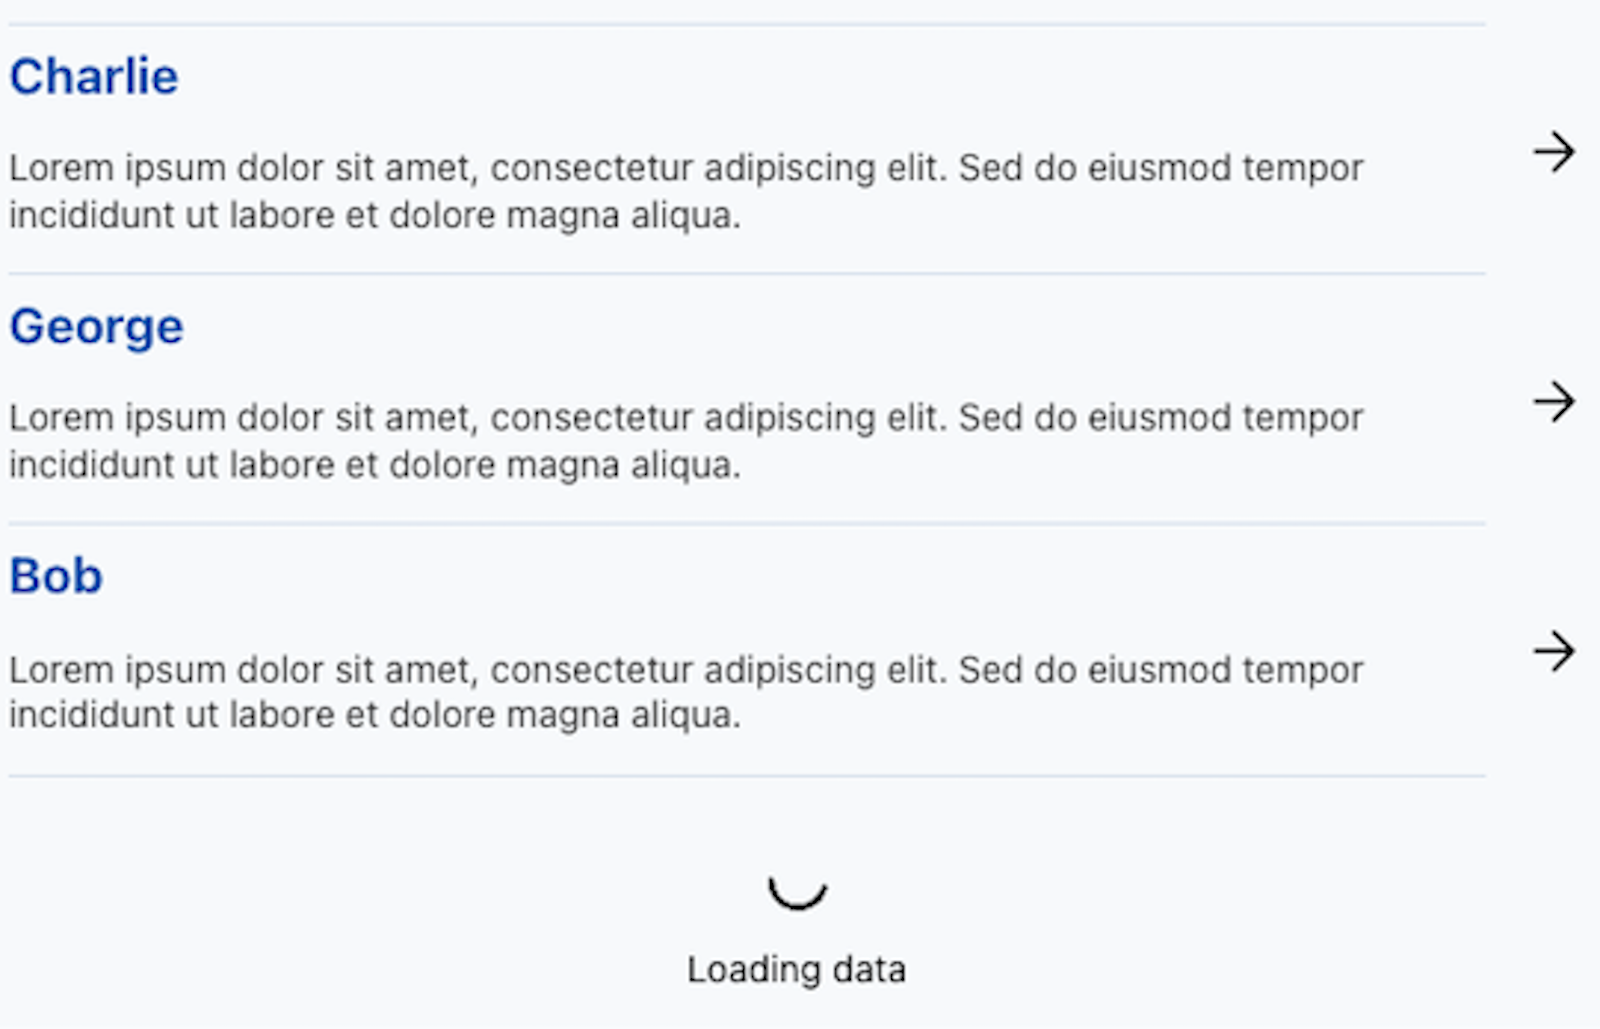 Charlie
Lorem ipsum dolor sit amet, consectetur adipiscing elit. Sed do eiusmod tempor
incididunt ut labore et dolore magna aliqua.
George
Lorem ipsum dolor sit amet, consectetur adipiscing elit. Sed do eiusmod tempor
incididunt ut labore et dolore magna aliqua.
Bob
Lorem ipsum dolor sit amet, consectetur adipiscing elit. Sed do eiusmod tempor
incididunt ut labore et dolore magna aliqua.
Loading data